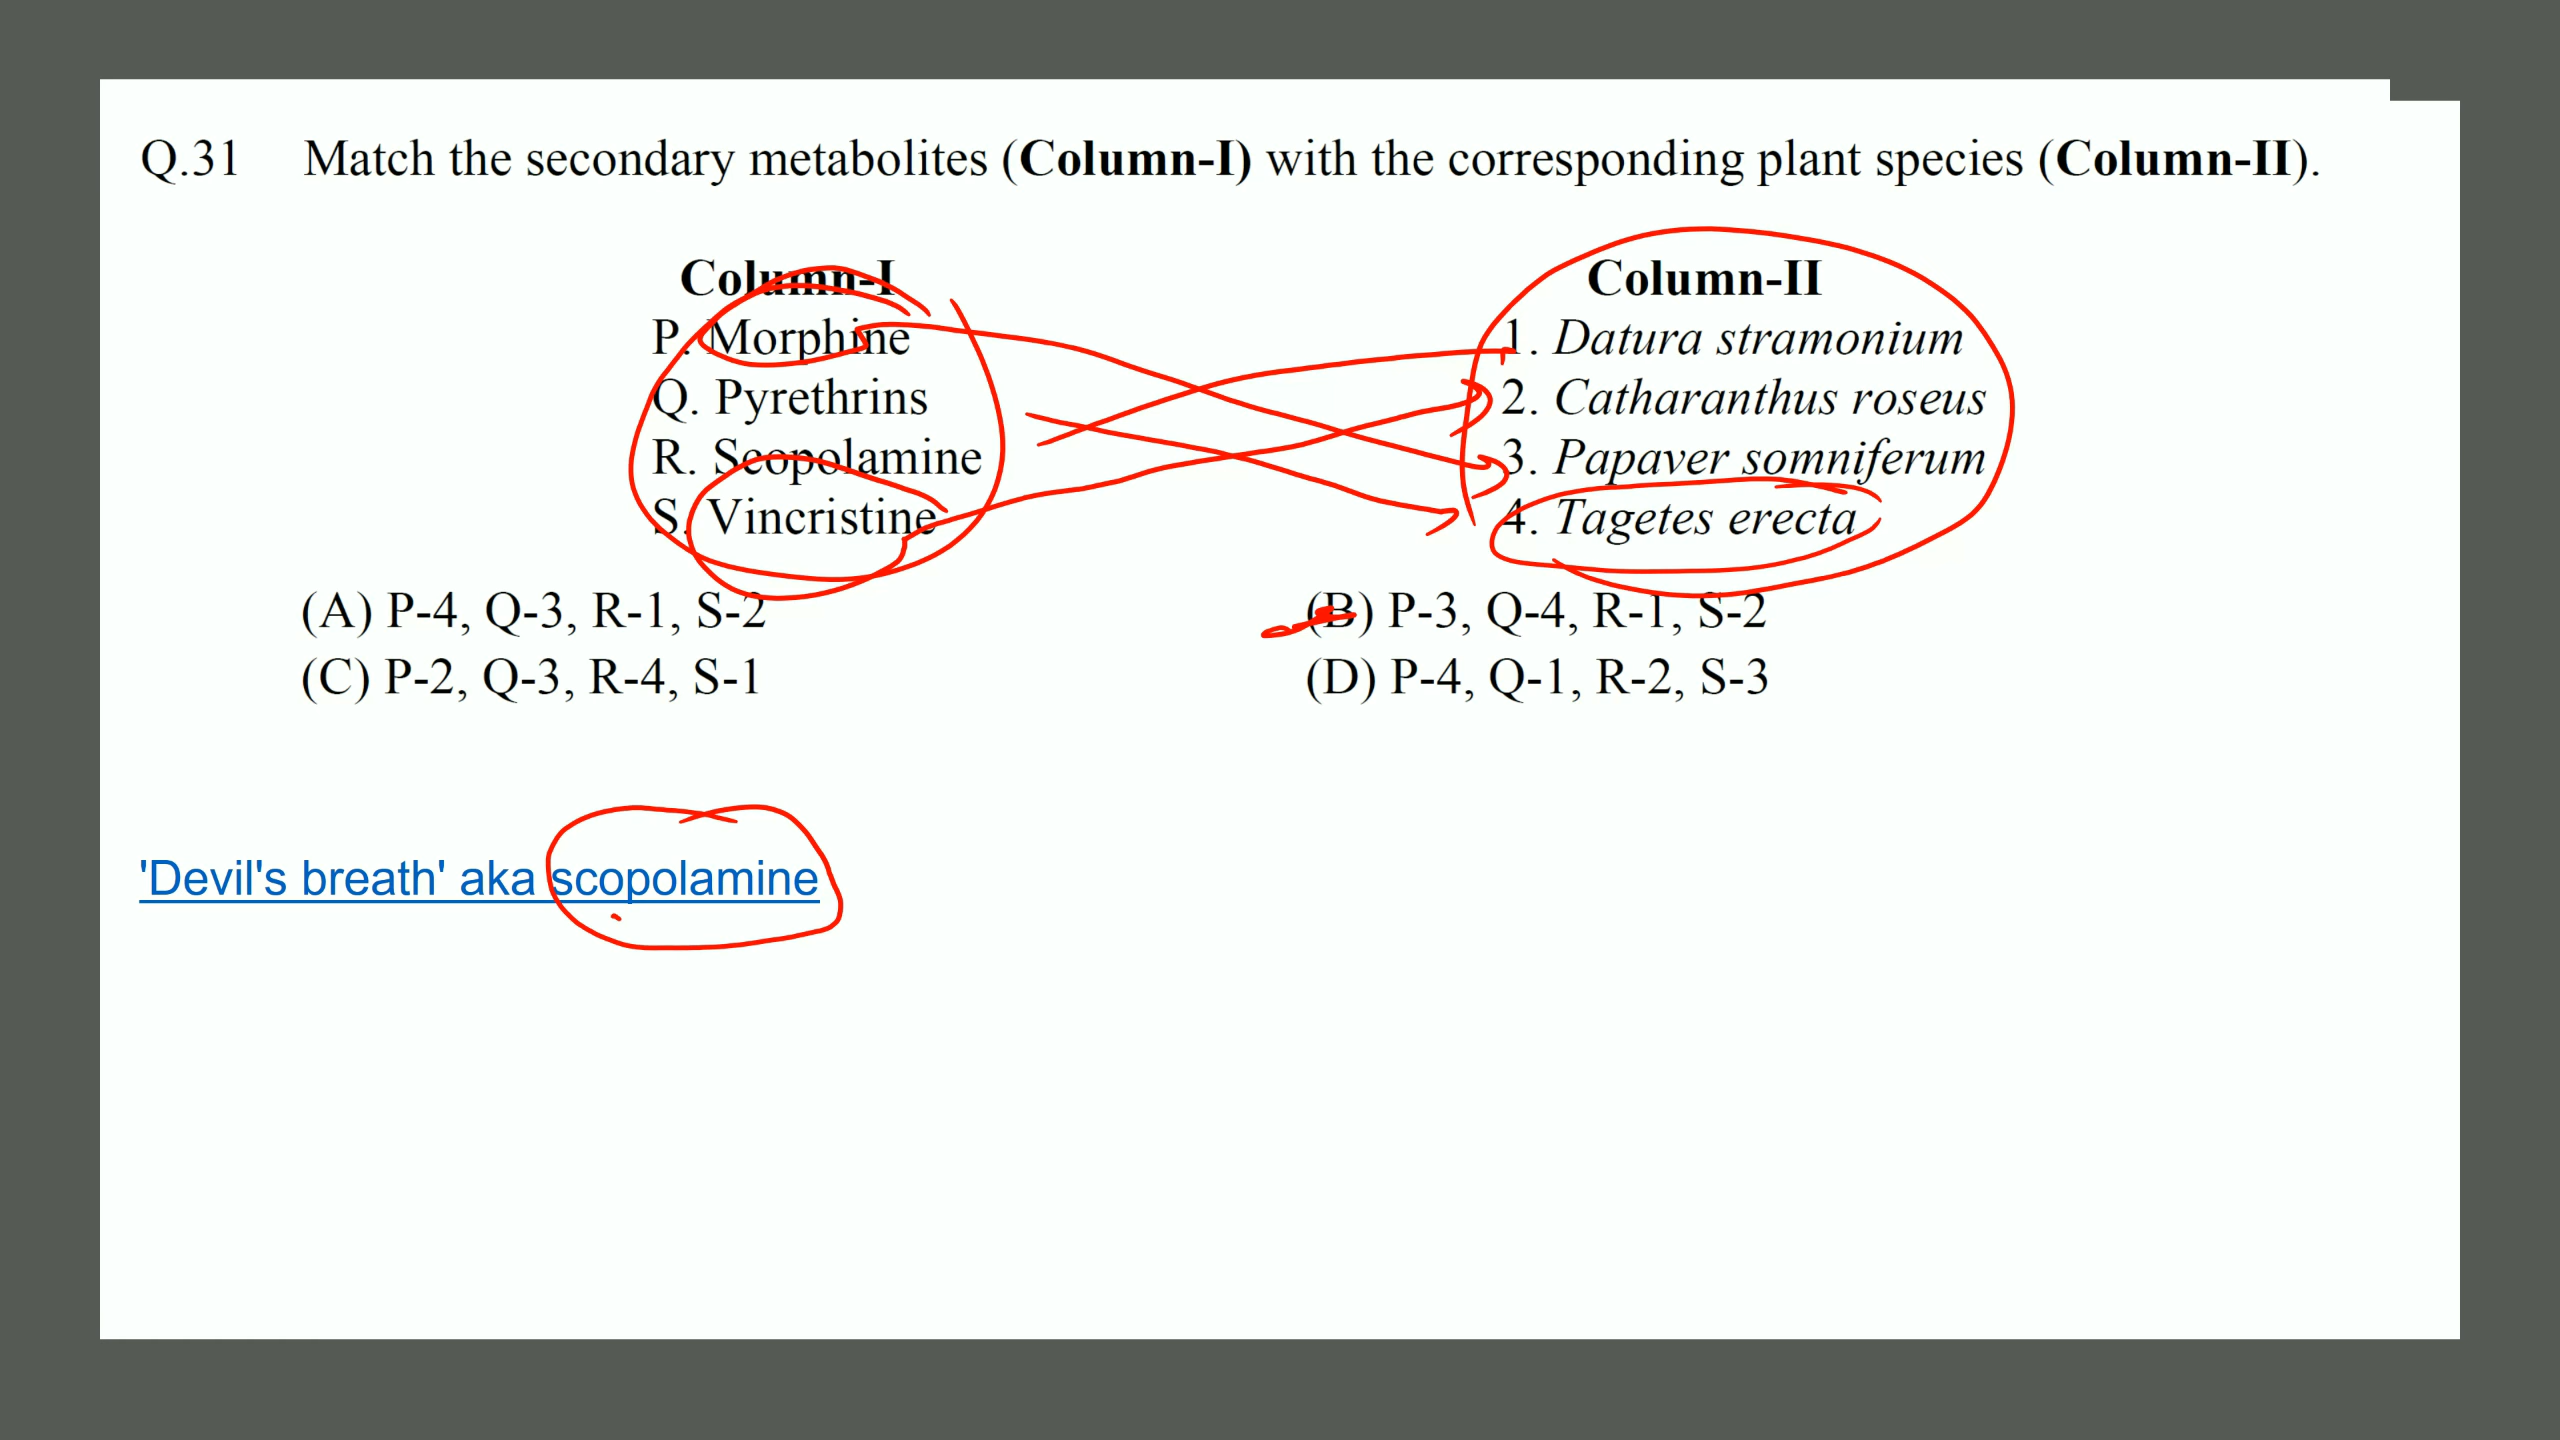 Q.31 Match the secondary metabolites (Column-I) with the corresponding plant species (Column-II).
Column-I Column-II
P. Morphine 1. Datura stramonium
Q. Pyrethrins 2. Catharanthus roseus
R. Scopolamine 3. Papaver somniferum
S. Vincristine 4. Tagetes erecta
(A) P-4, Q-3, R-1, S-2 (B) P-3, Q-4, R-1, S-2
(C) P-2, Q-3, R-4, S-1 (D) P-4, Q-1, R-2, S-3
'Devil's breath' aka scopolamine